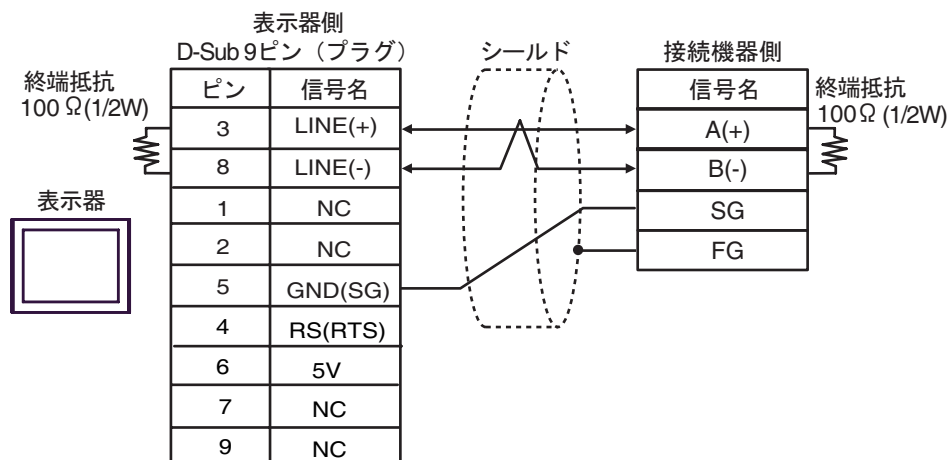 表示器側
D-Sub 9ピン（プラグ）
シールド
接続機器側
終端抵抗
100 Ω(1/2W)
ピン 信号名
3 LINE(+)
8 LINE(-)
1 NC
2 NC
5 GND(SG)
4 RS(RTS)
6 5V
7 NC
9 NC
表示器
信号名
A(+)
B(-)
SG
FG
終端抵抗
100Ω (1/2W)